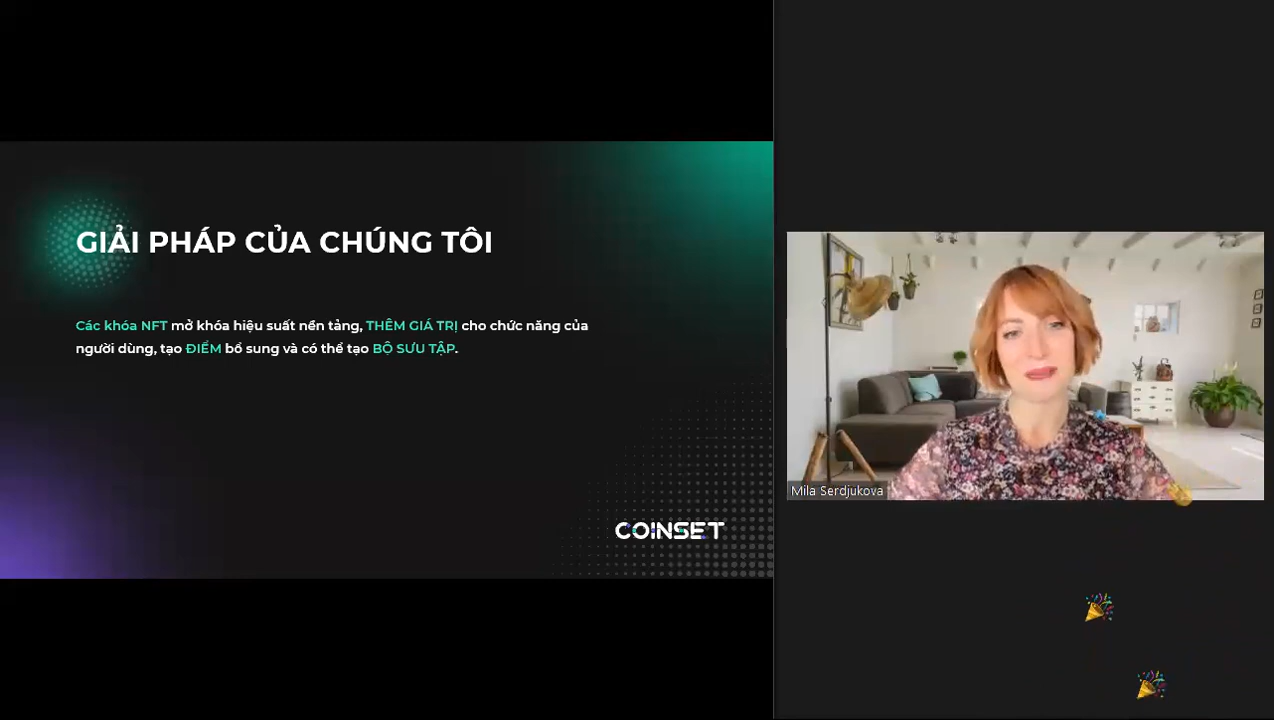 GIẢI PHÁP CỦA CHÚNG TÔI
Các khóa NFT mở khóa hiệu suất nền tảng, THÊM GIÁ TRỊ cho chức năng của
người dùng, tạo ĐIỂM bổ sung và có thể tạo BỘ SƯU TẬP.
COINSET
Mila Serdjukova